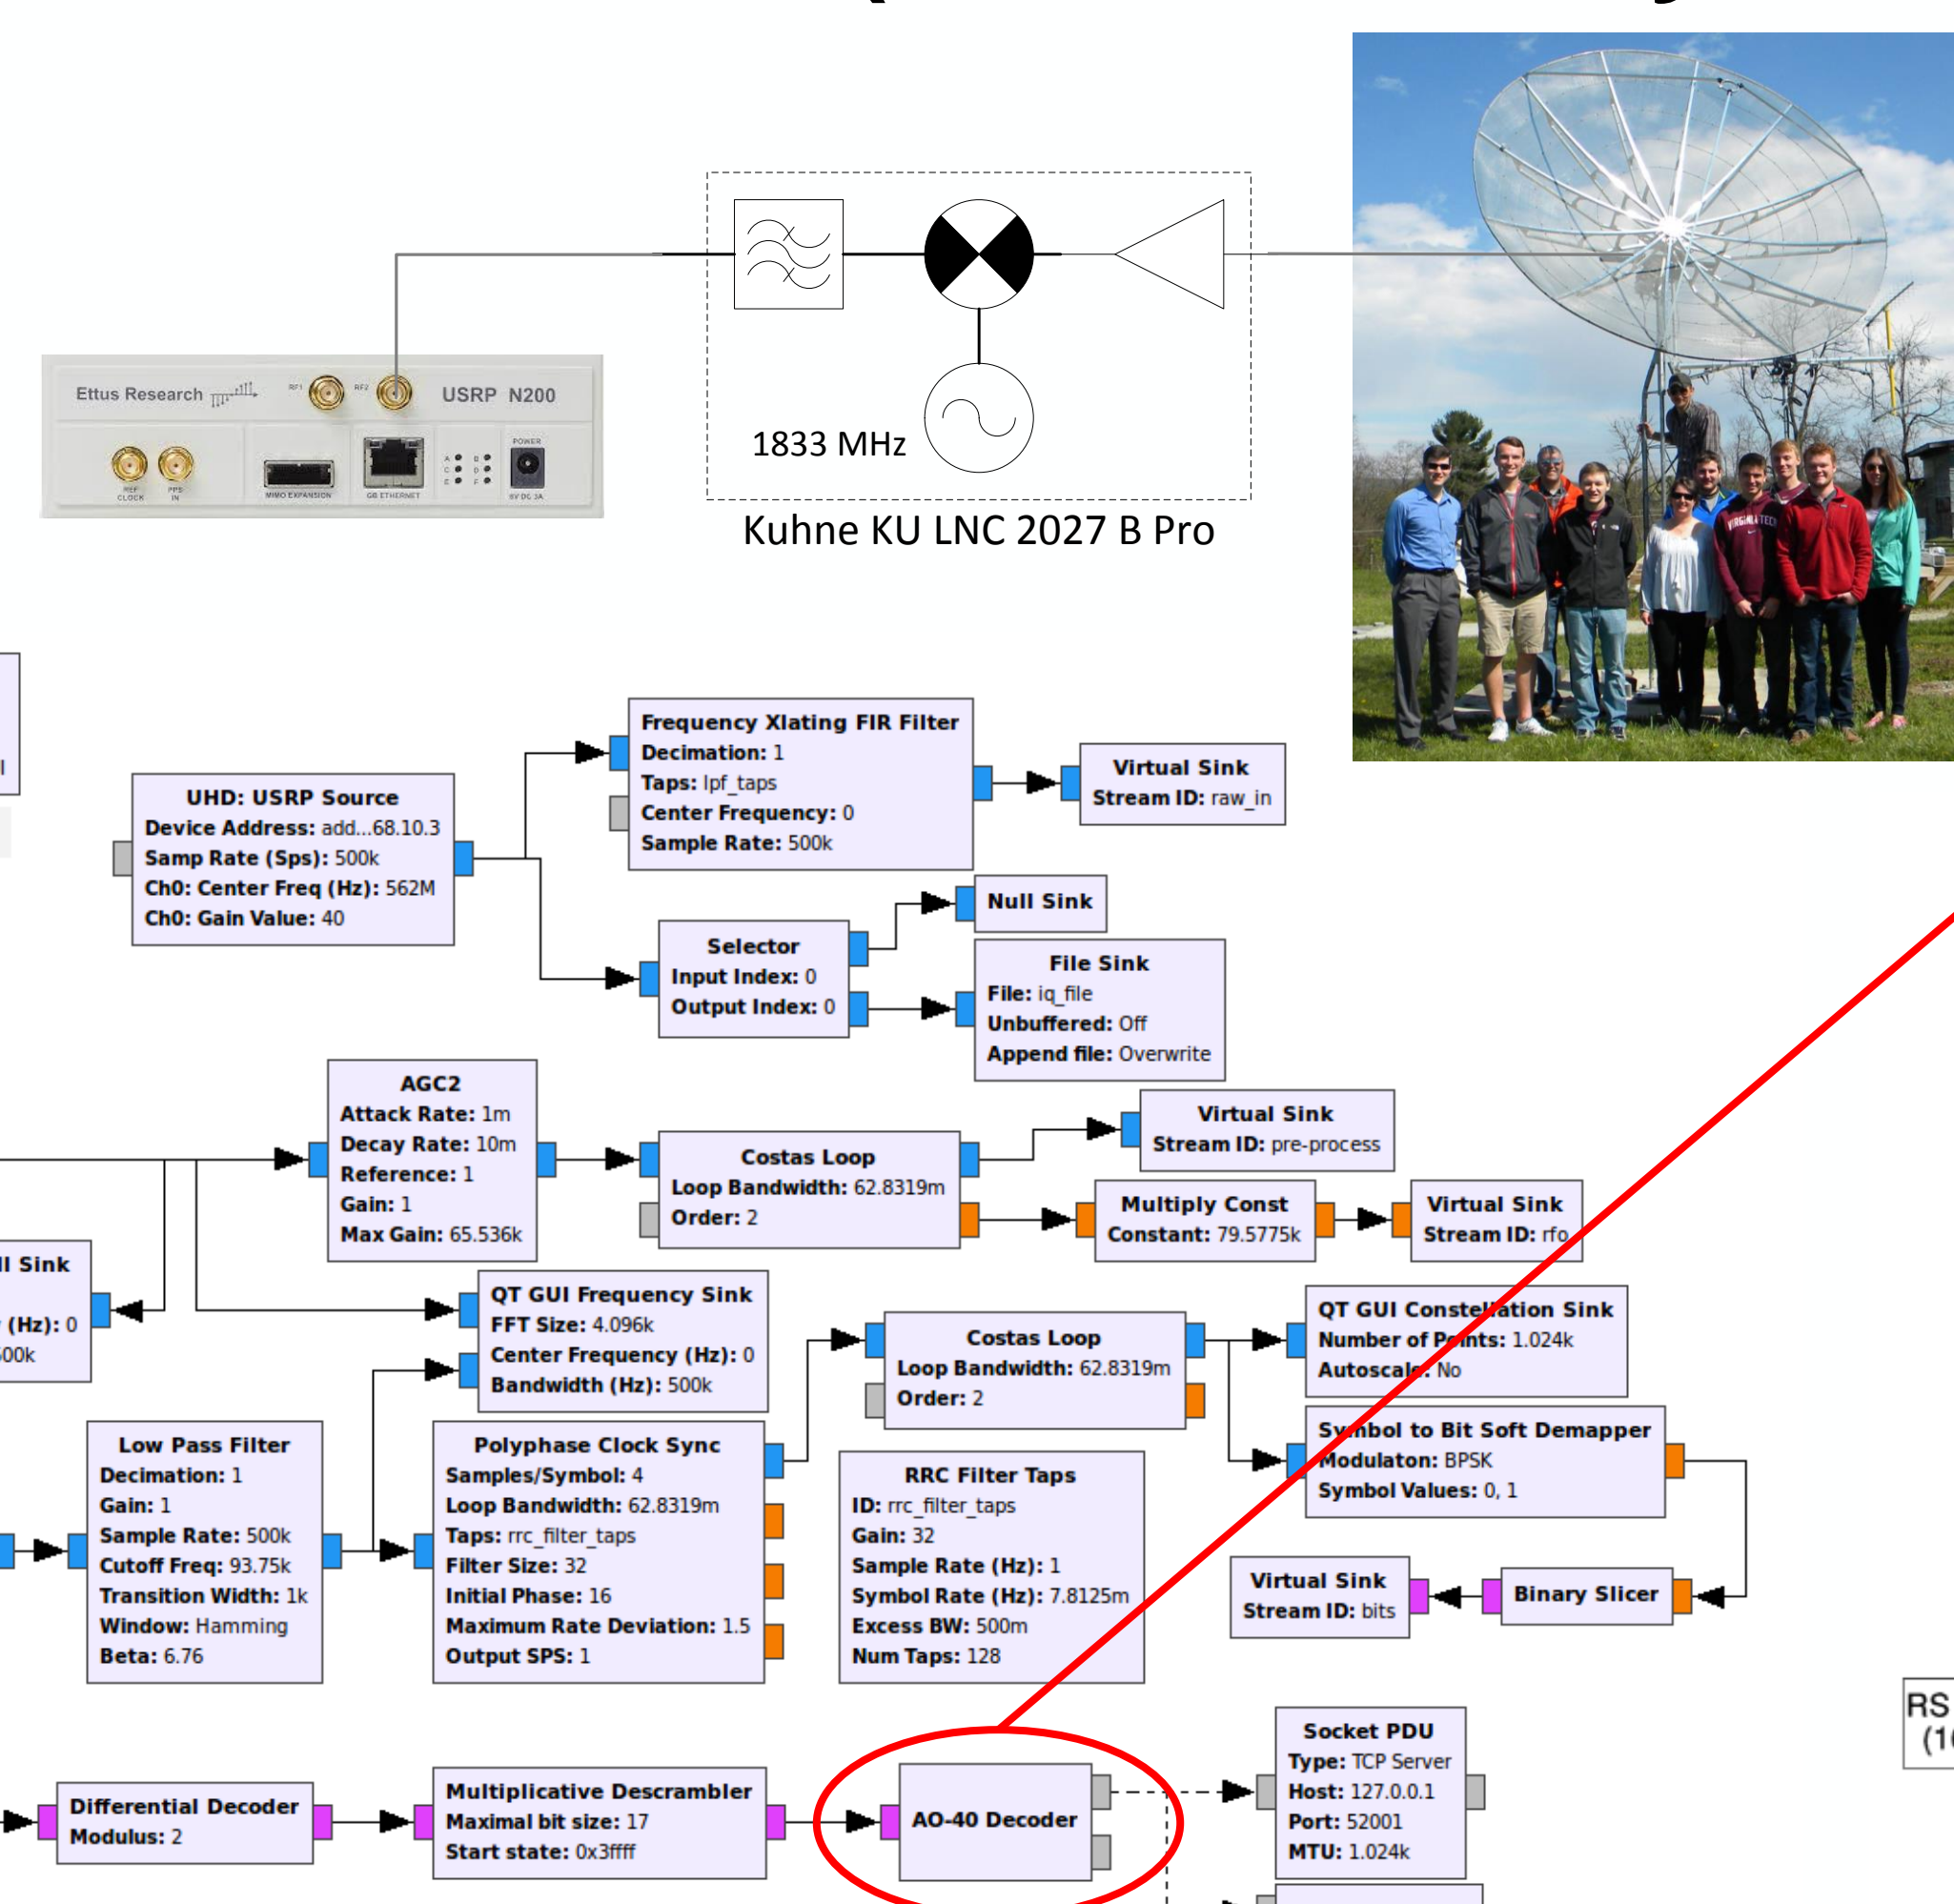 Ettus Research
RF1
RF2
USRP N200
REF CLOCK
PPS IN
MIMO EXPANSION
GB ETHERNET
A
B
C
D
E
F
POWER
6V DC 3A
1833 MHz
Kuhne KU LNC 2027 B Pro
VIRGINIA TECH
UHD: USRP Source
Device Address: add...68.10.3
Samp Rate (Sps): 500k
Ch0: Center Freq (Hz): 562M
Ch0: Gain Value: 40
Frequency Xlating FIR Filter
Decimation: 1
Taps: lpf_taps
Center Frequency: 0
Sample Rate: 500k
Virtual Sink
Stream ID: raw_in
Selector
Input Index: 0
Output Index: 0
Null Sink
File Sink
File: iq_file
Unbuffered: Off
Append file: Overwrite
AGC2
Attack Rate: 1m
Decay Rate: 10m
Reference: 1
Gain: 1
Max Gain: 65.536k
Costas Loop
Loop Bandwidth: 62.8319m
Order: 2
Virtual Sink
Stream ID: pre-process
Multiply Const
Constant: 79.5775k
Virtual Sink
Stream ID: rfo
Sink
(Hz): 0
00k
QT GUI Frequency Sink
FFT Size: 4.096k
Center Frequency (Hz): 0
Bandwidth (Hz): 500k
Costas Loop
Loop Bandwidth: 62.8319m
Order: 2
QT GUI Constellation Sink
Number of Points: 1.024k
Autoscale: No
Symbol to Bit Soft Demapper
Modulaton: BPSK
Symbol Values: 0, 1
Low Pass Filter
Decimation: 1
Gain: 1
Sample Rate: 500k
Cutoff Freq: 93.75k
Transition Width: 1k
Window: Hamming
Beta: 6.76
Polyphase Clock Sync
Samples/Symbol: 4
Loop Bandwidth: 62.8319m
Taps: rrc_filter_taps
Filter Size: 32
Initial Phase: 16
Maximum Rate Deviation: 1.5
Output SPS: 1
RRC Filter Taps
ID: rrc_filter_taps
Gain: 32
Sample Rate (Hz): 1
Symbol Rate (Hz): 7.8125m
Excess BW: 500m
Num Taps: 128
Virtual Sink
Stream ID: bits
Binary Slicer
RS
Differential Decoder
Modulus: 2
Multiplicative Descrambler
Maximal bit size: 17
Start state: 0x3ffff
AO-40 Decoder
Socket PDU
Type: TCP Server
Host: 127.0.0.1
Port: 52001
MTU: 1.024k